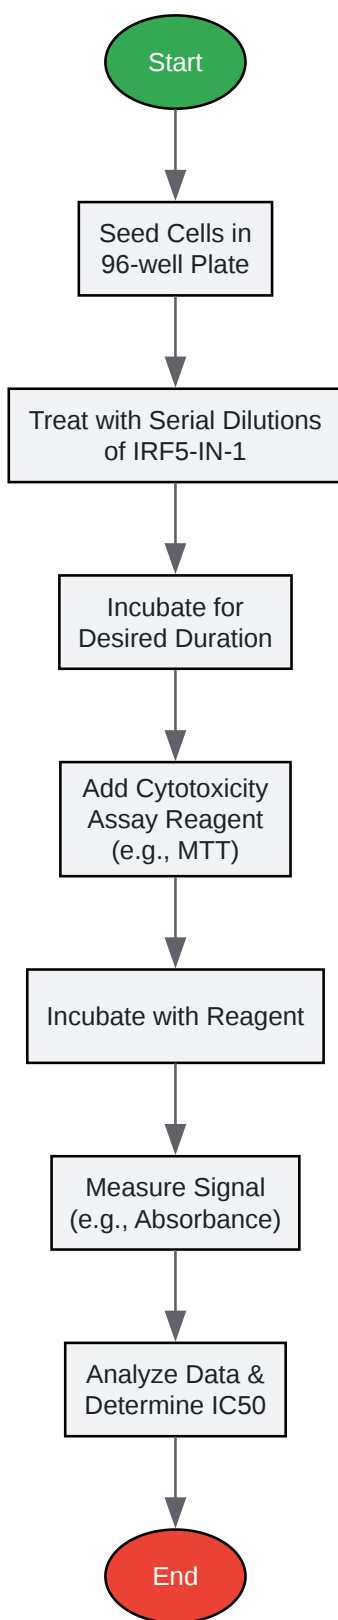 Start
Seed Cells in
96-well Plate
Treat with Serial Dilutions
of IRF5-IN-1
Incubate for
Desired Duration
Add Cytotoxicity
Assay Reagent
(e.g., MTT)
Incubate with Reagent
Measure Signal
(e.g., Absorbance)
Analyze Data &
Determine IC50
End